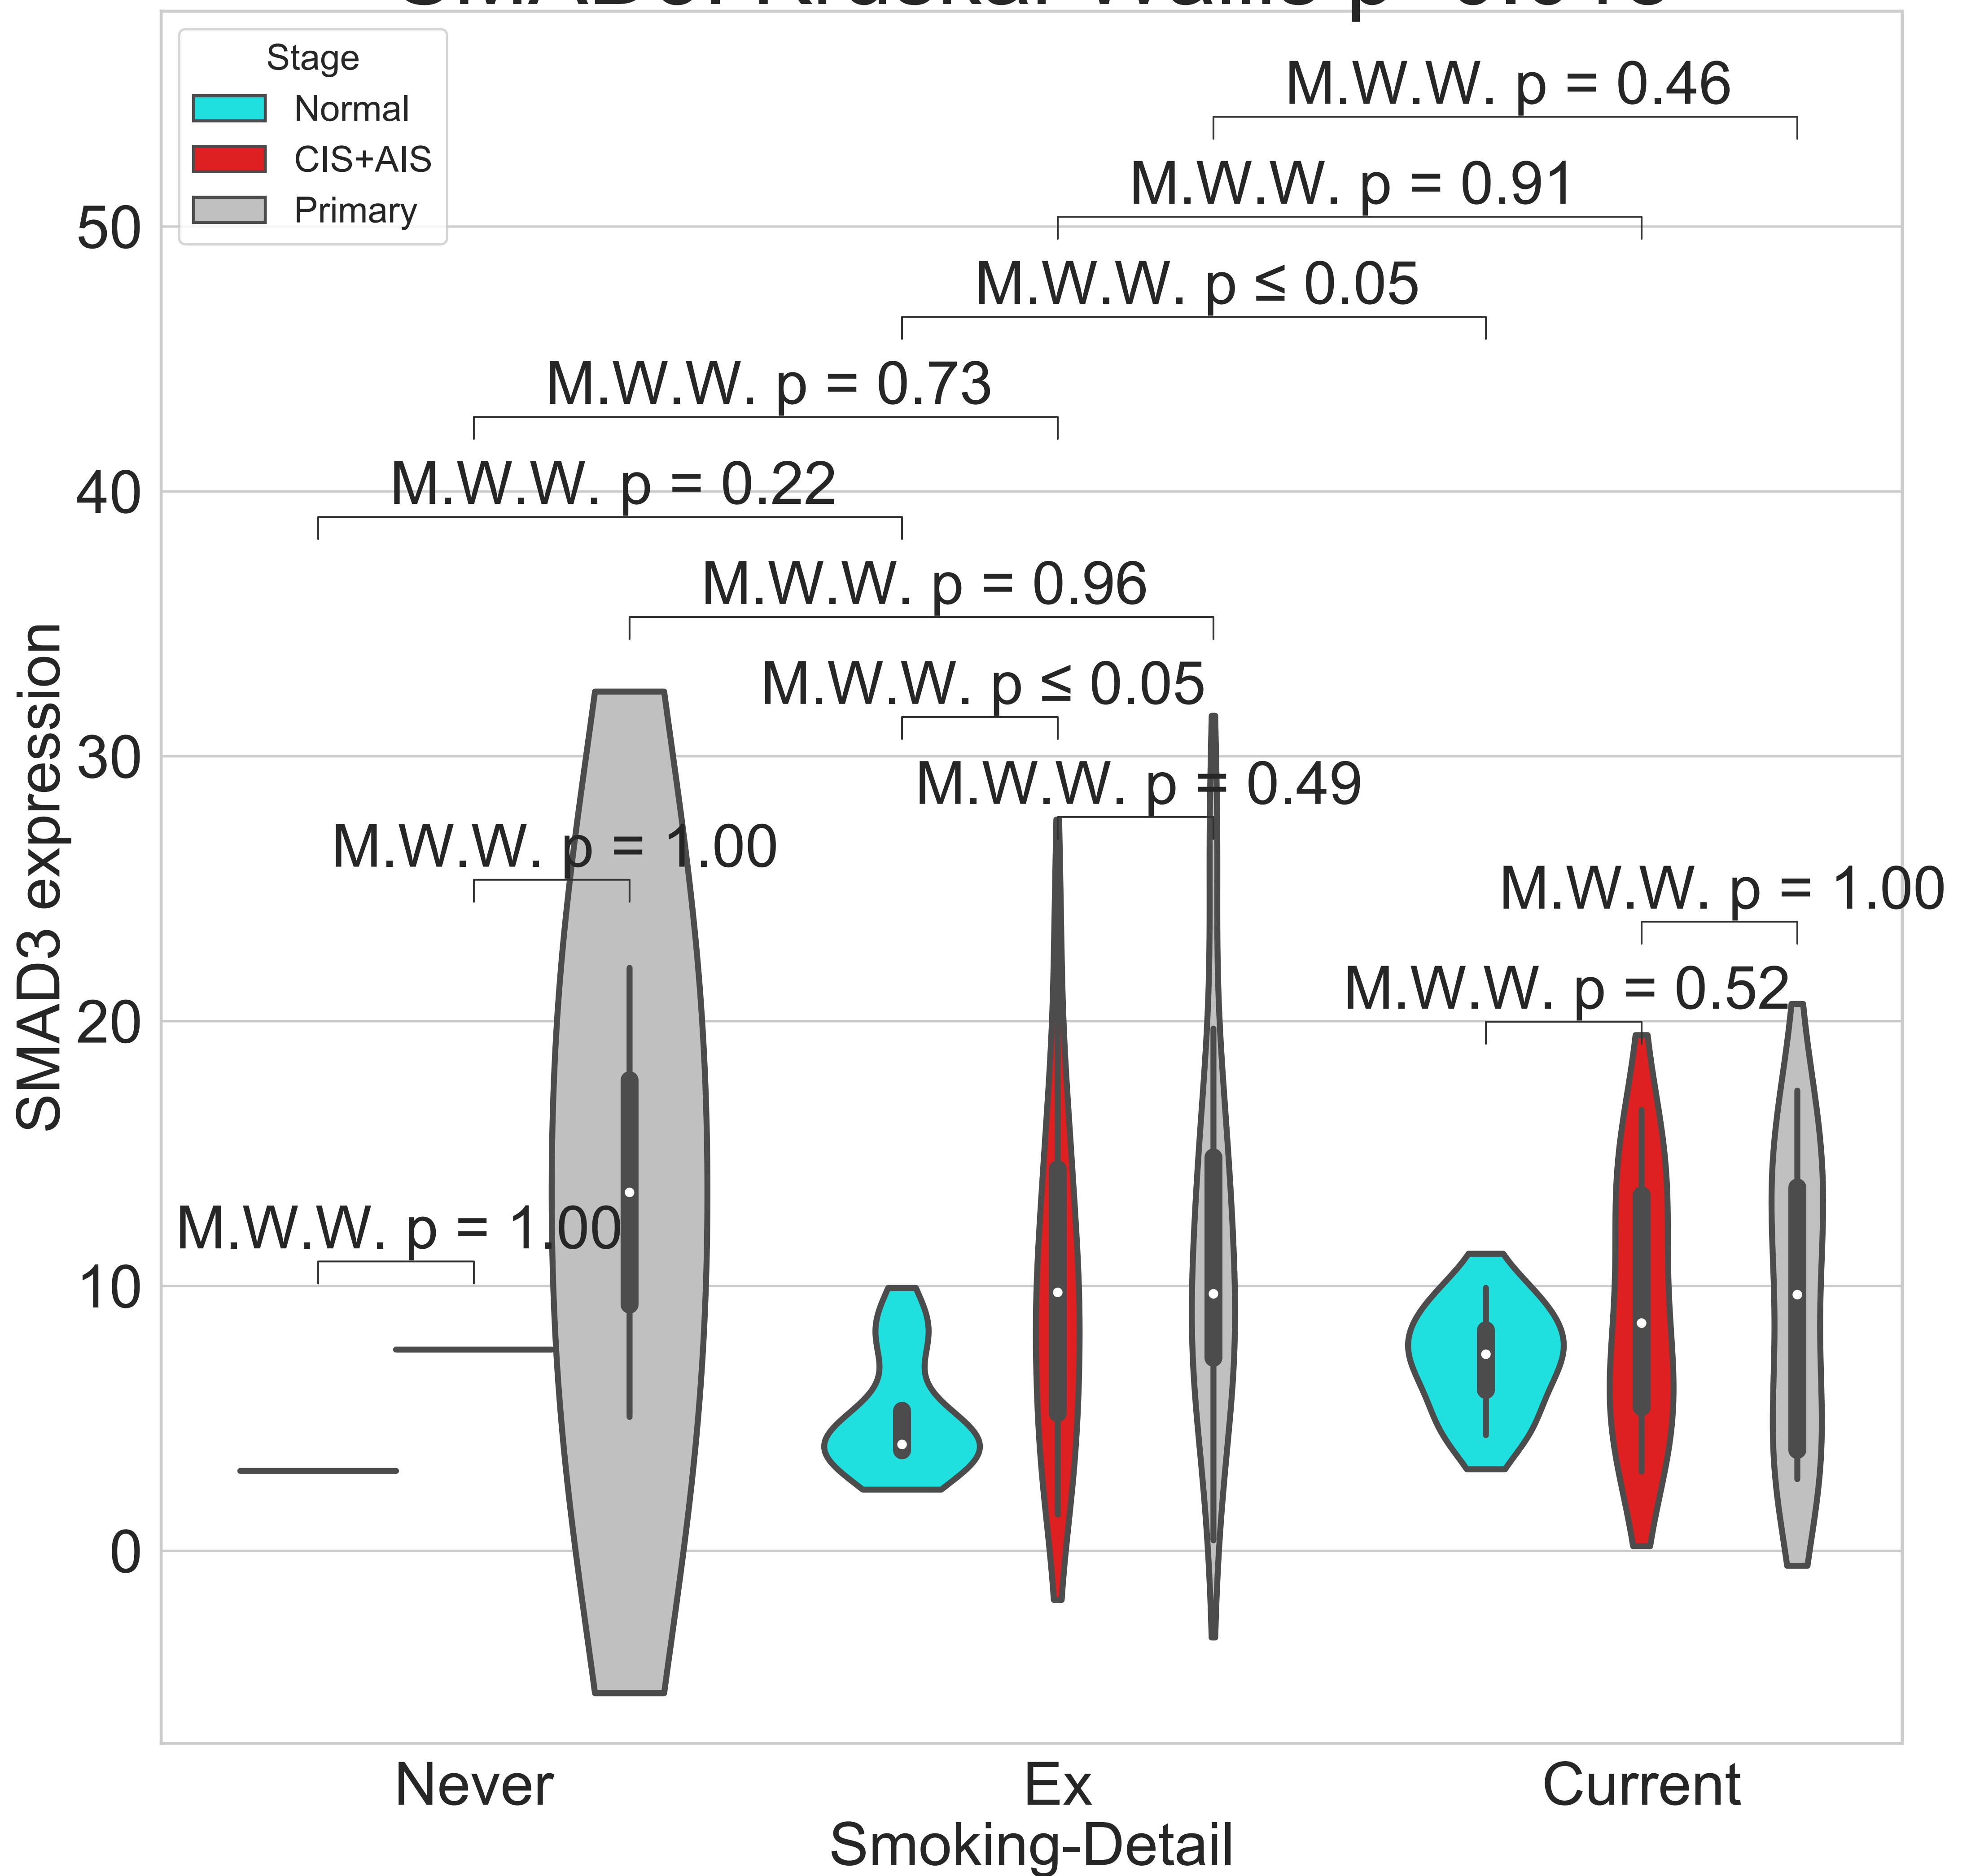 Stage
Normal
CIS+AIS
Primary
M.W.W. p = 0.46
M.W.W. p = 0.91
M.W.W. p ≤ 0.05
M.W.W. p = 0.73
M.W.W. p = 0.22
M.W.W. p = 0.96
M.W.W. p ≤ 0.05
M.W.W. p = 0.49
M.W.W. p = 1.00
M.W.W. p = 1.00
M.W.W. p = 0.52
M.W.W. p = 1.00
50
40
30
20
10
0
SMAD3 expression
Never
Ex
Current
Smoking-Detail